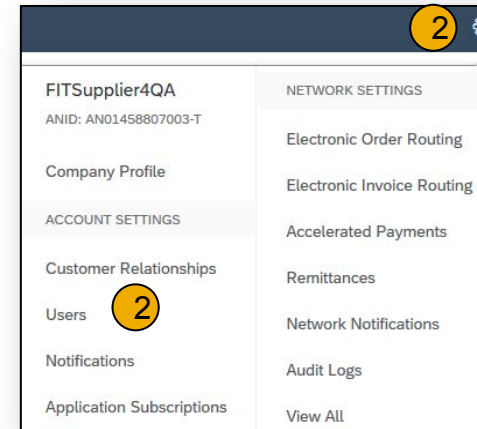 2
FITSupplier4QA
ANID: AN01458807003-T
Company Profile
ACCOUNT SETTINGS
Customer Relationships
Users 2
Notifications
Application Subscriptions
NETWORK SETTINGS
Electronic Order Routing
Electronic Invoice Routing
Accelerated Payments
Remittances
Network Notifications
Audit Logs
View All